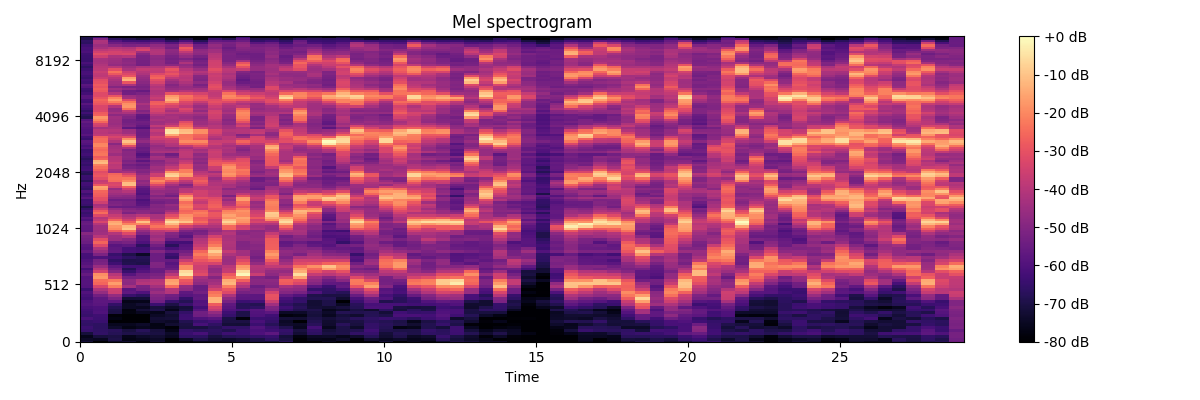 Mel spectrogram
8192
4096
2048
1024
512
0
Hz
0 5 10 15 20 25
Time
+0 dB
-10 dB
-20 dB
-30 dB
-40 dB
-50 dB
-60 dB
-70 dB
-80 dB